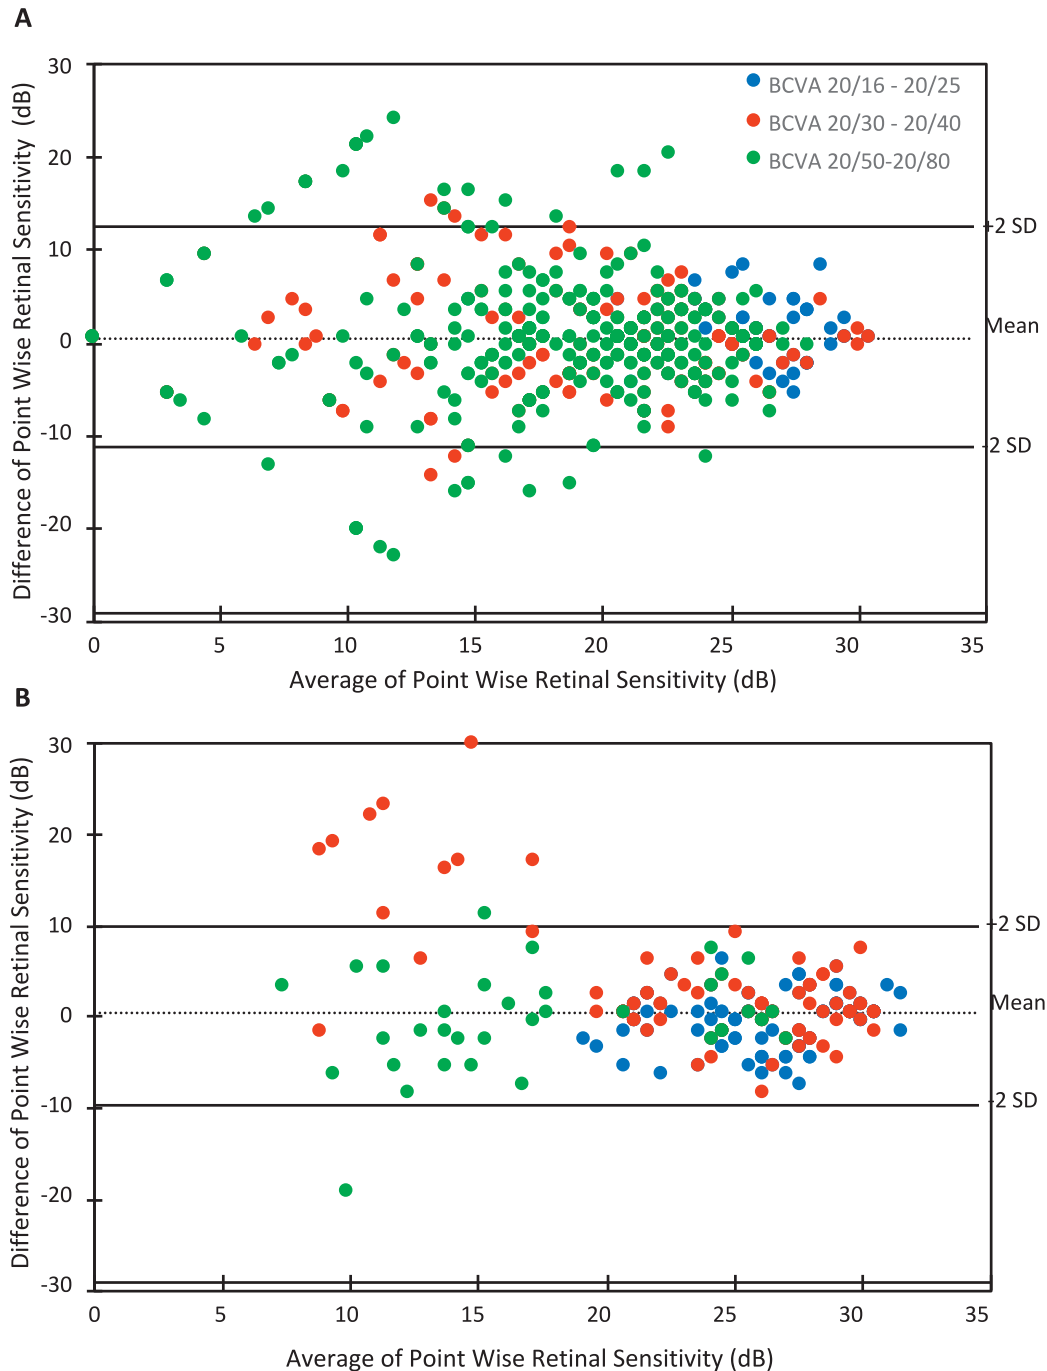 A
Difference of Point Wise Retinal Sensitivity (dB)
30
20
10
0
-10
-20
-30
BCVA 20/16 - 20/25
BCVA 20/30 - 20/40
BCVA 20/50-20/80
+2 SD
Mean
-2 SD
0 5 10 15 20 25 30 35
Average of Point Wise Retinal Sensitivity (dB)
B
Difference of Point Wise Retinal Sensitivity (dB)
30
20
10
0
-10
-20
-30
+2 SD
Mean
-2 SD
0 5 10 15 20 25 30 35
Average of Point Wise Retinal Sensitivity (dB)